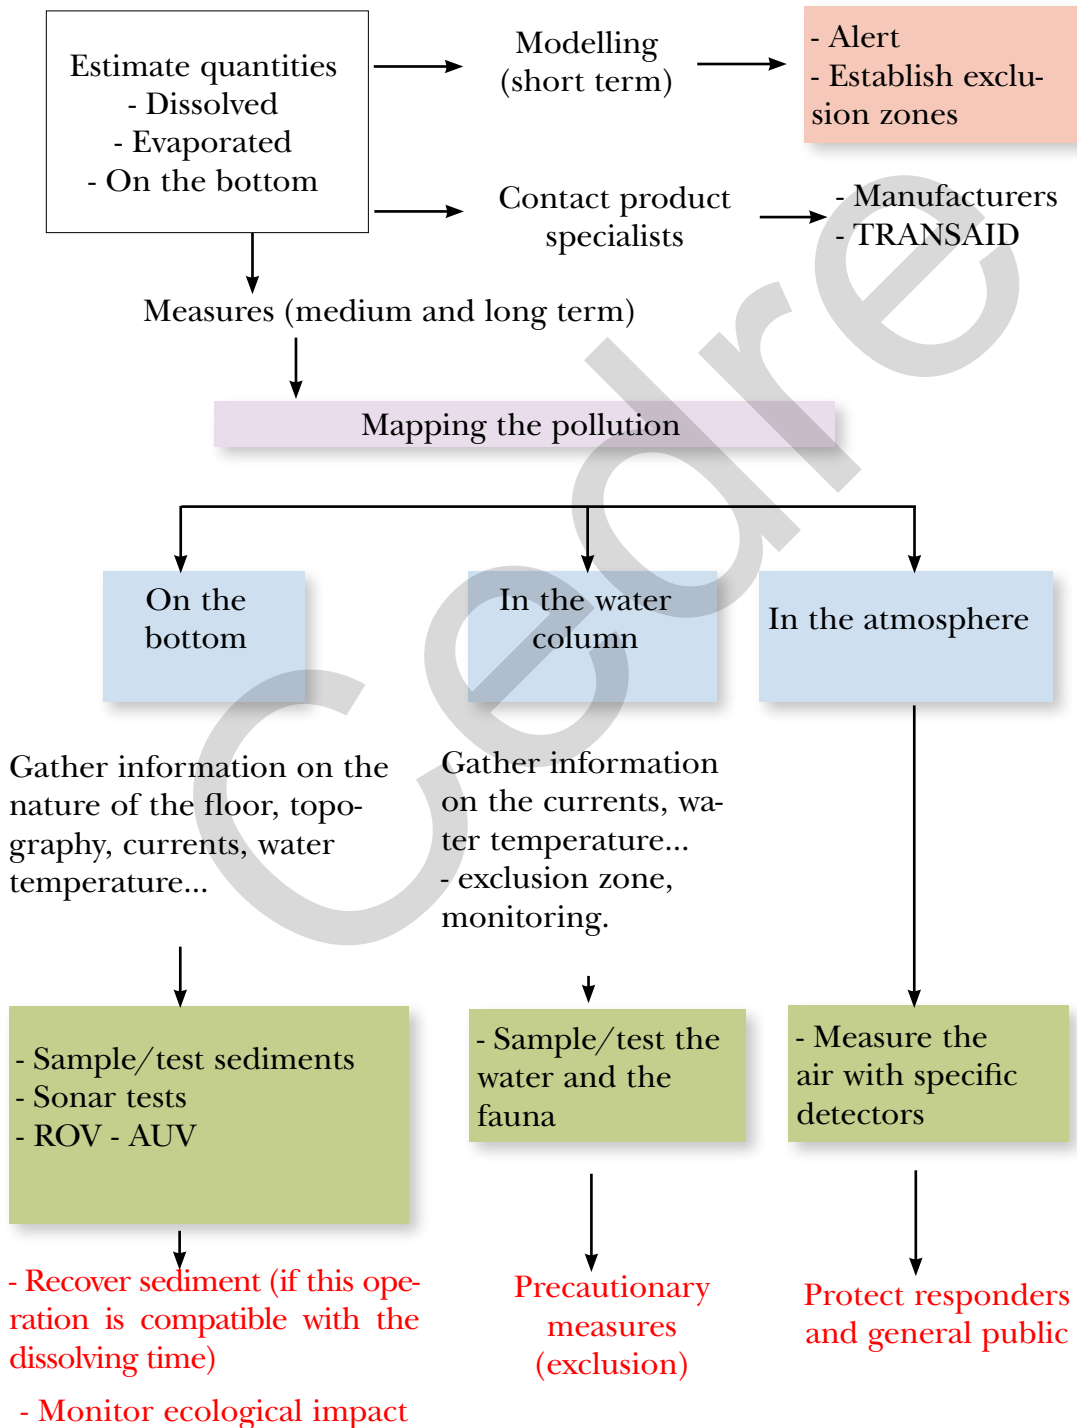 Estimate quantities
- Dissolved
- Evaporated
- On the bottom
Modelling
(short term)
- Alert
- Establish exclu-
sion zones
Contact product
specialists
- Manufacturers
- TRANSAID
Measures (medium and long term)
Mapping the pollution
On the
bottom
In the water
column
In the atmosphere
Gather information on the
nature of the floor, topo-
graphy, currents, water
temperature...
Gather information
on the currents, wa-
ter temperature...
- exclusion zone,
monitoring.
- Sample/test sediments
- Sonar tests
- ROV - AUV
- Sample/test the
water and the
fauna
- Measure the
air with specific
detectors
- Recover sediment (if this ope-
ration is compatible with the
dissolving time)
- Monitor ecological impact
Precautionary
measures
(exclusion)
Protect responders
and general public
Cedre